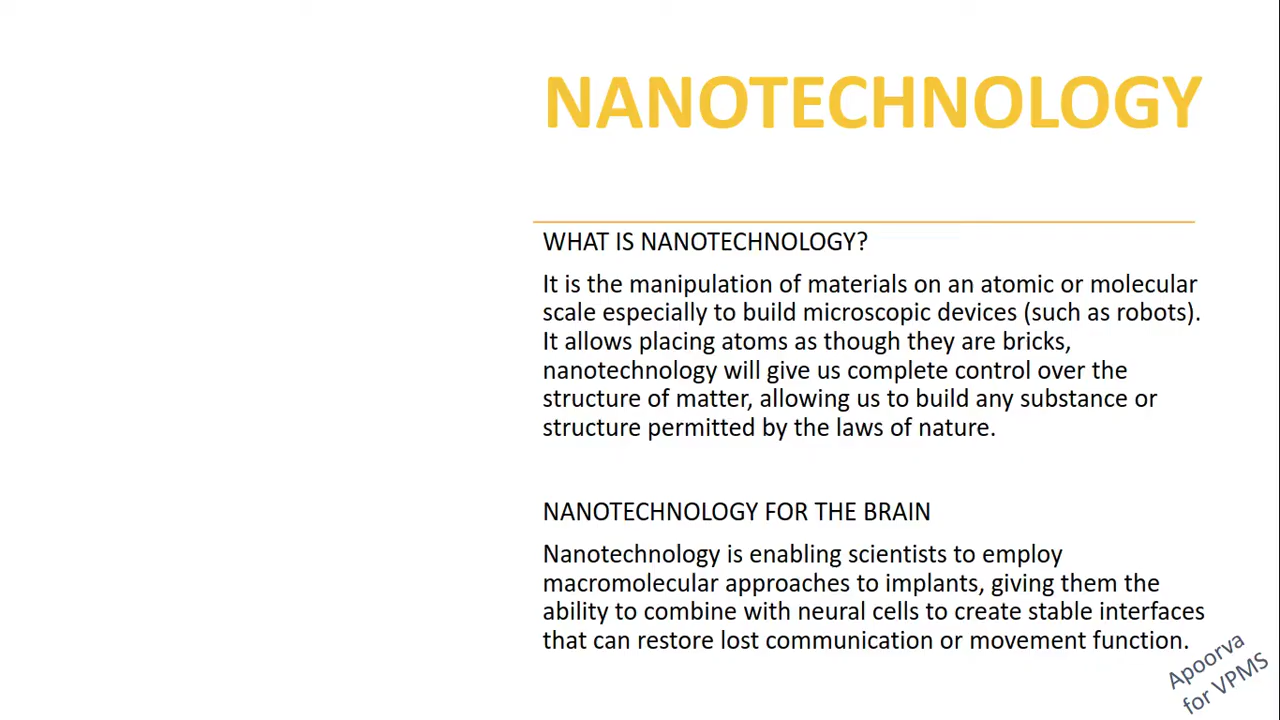 NANOTECHNOLOGY
WHAT IS NANOTECHNOLOGY?
It is the manipulation of materials on an atomic or molecular
scale especially to build microscopic devices (such as robots).
It allows placing atoms as though they are bricks,
nanotechnology will give us complete control over the
structure of matter, allowing us to build any substance or
structure permitted by the laws of nature.
NANOTECHNOLOGY FOR THE BRAIN
Nanotechnology is enabling scientists to employ
macromolecular approaches to implants, giving them the
ability to combine with neural cells to create stable interfaces
that can restore lost communication or movement function.
Apoorva
for VPMS